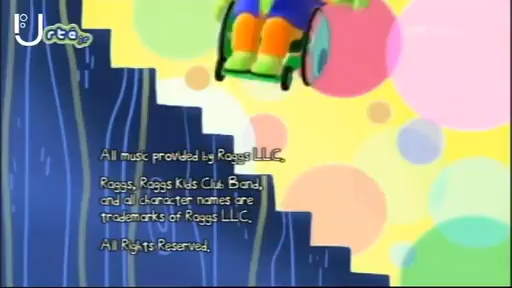 RTÉjr
All music provided by Raggs LLC.
Raggs, Raggs Kids Club Band,
and all character names are
trademarks of Raggs LLC.
All Rights Reserved.